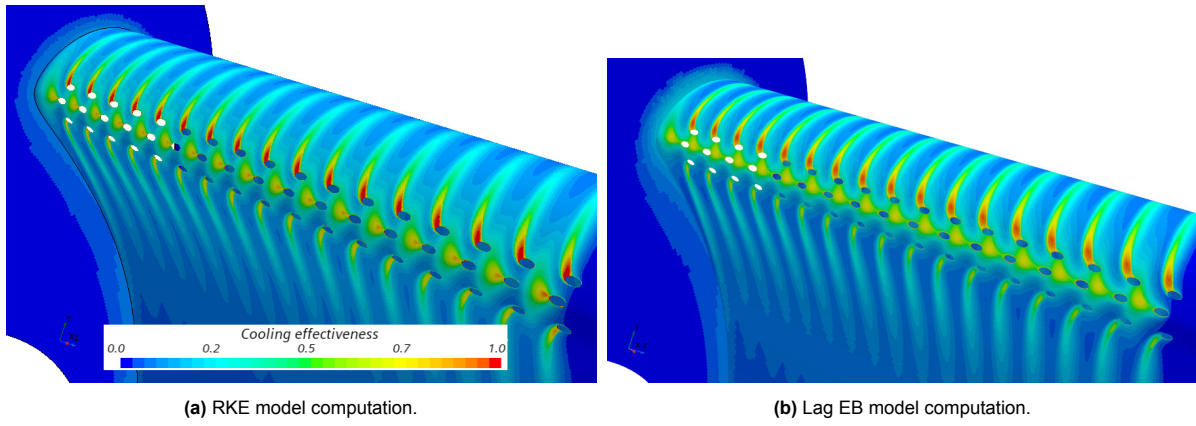 Cooling effectiveness
0.0 0.2 0.5 0.7 1.0
(a) RKE model computation.
(b) Lag EB model computation.